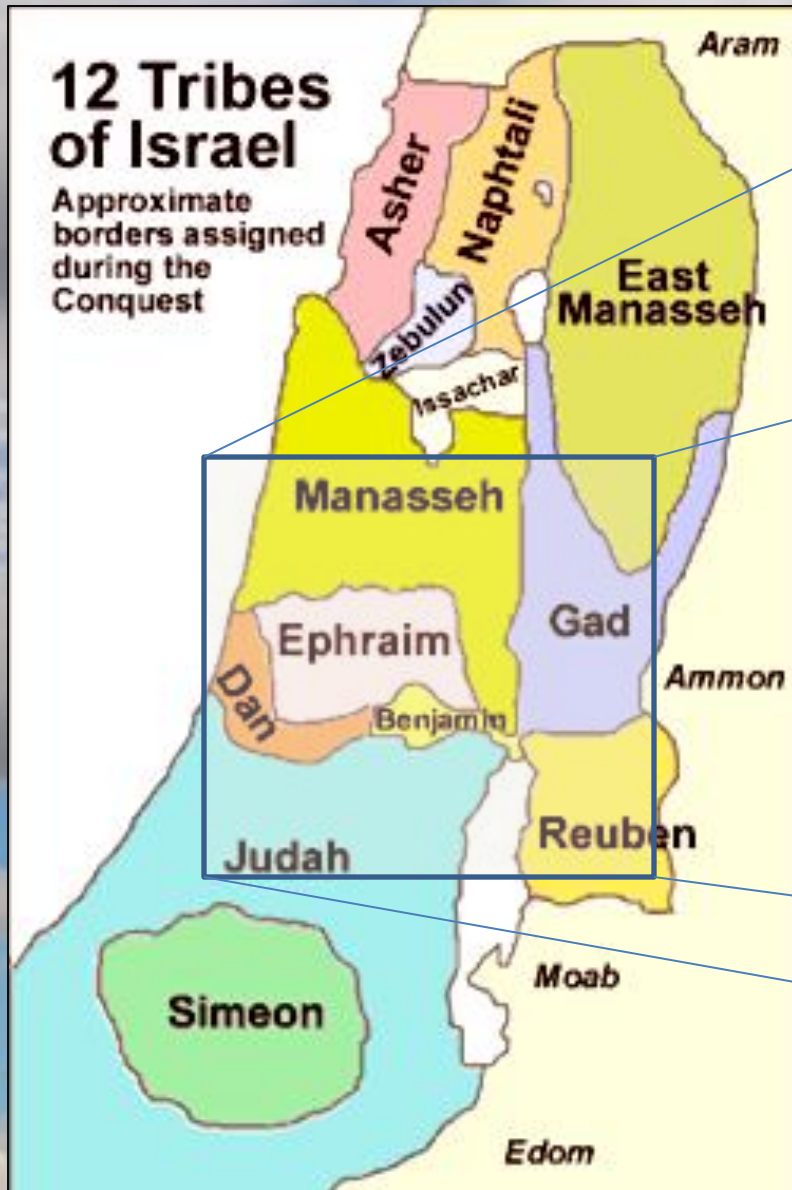 12 Tribes
of Israel
Approximate
borders assigned
during the
Conquest
Aram
Asher
Naphtali
Zebulun
East
Manasseh
Issachar
Manasseh
Gad
Ephraim
Dan
Benjamin
Ammon
Reuben
Judah
Moab
Simeon
Edom